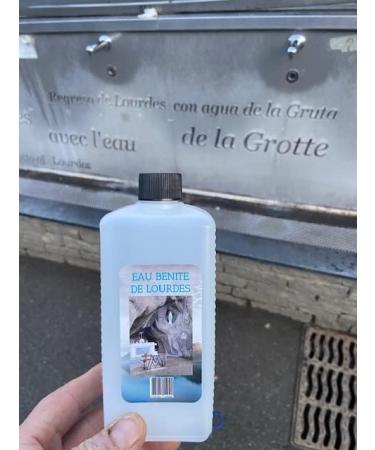 Regreso de Lourdes con agua de la Gruta
avec l'eau de la Grotte
Lourdes
EAU BENITE
DE LOURDES